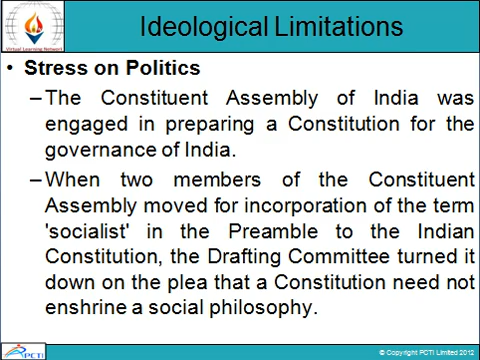 Ideological Limitations
Virtual Learning Network
• Stress on Politics
–The Constituent Assembly of India was
engaged in preparing a Constitution for the
governance of India.
–When two members of the Constituent
Assembly moved for incorporation of the term
'socialist' in the Preamble to the Indian
Constitution, the Drafting Committee turned it
down on the plea that a Constitution need not
enshrine a social philosophy.
PCTI
© Copyright PCTI Limited 2012